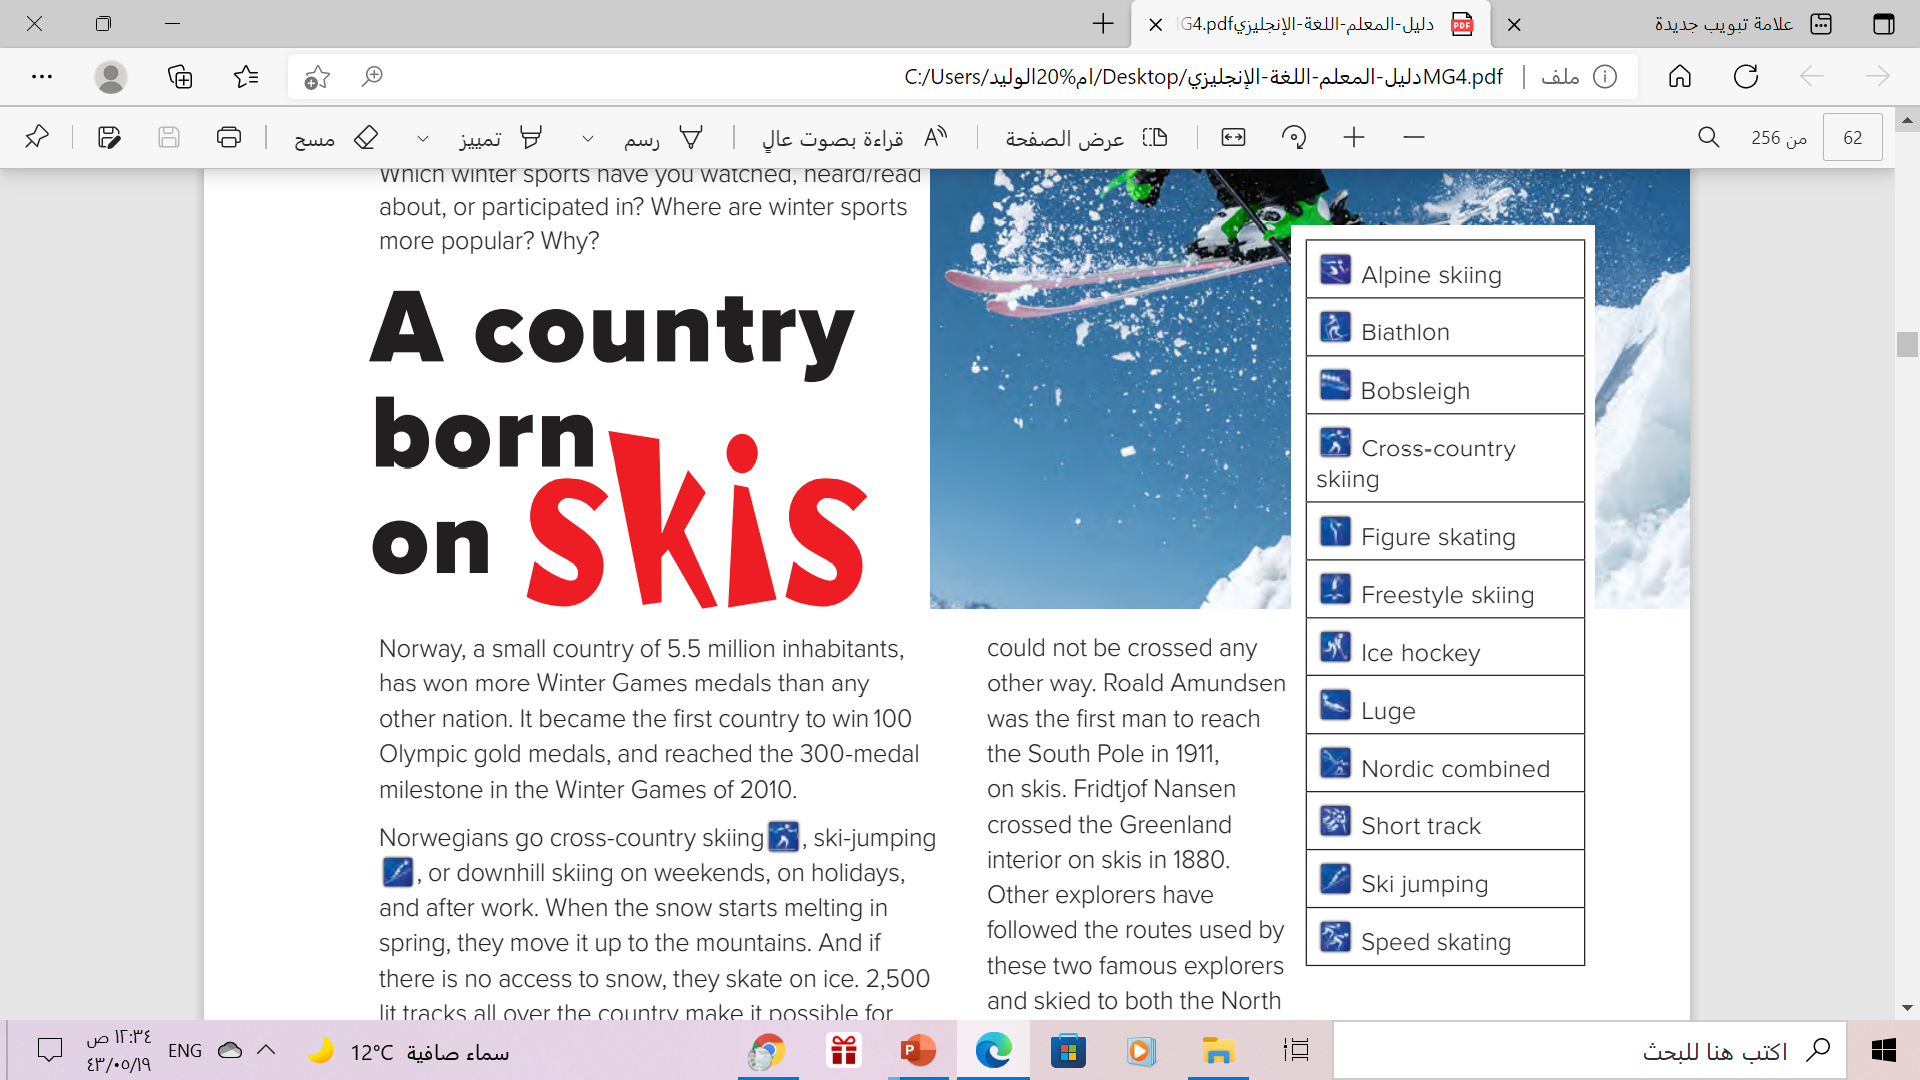 علامة تبويب جديدة
دليل-المعلم-اللغة-الإنجليزيMG4.pdf
ملف
C:/Users/ام%20الوليد/Desktop/دليل-المعلم-اللغة-الإنجليزيMG4.pdf
62
من 256
عرض الصفحة
قراءة بصوت عالٍ
رسم
تمييز
مسح
Which winter sports have you watched, heard/read
about, or participated in? Where are winter sports
more popular? Why?
A country
born
on skis
Norway, a small country of 5.5 million inhabitants,
has won more Winter Games medals than any
other nation. It became the first country to win 100
Olympic gold medals, and reached the 300-medal
milestone in the Winter Games of 2010.
Norwegians go cross-country skiing, ski-jumping
, or downhill skiing on weekends, on holidays,
and after work. When the snow starts melting in
spring, they move it up to the mountains. And if
there is no access to snow, they skate on ice. 2,500
lit tracks all over the country make it possible for
could not be crossed any
other way. Roald Amundsen
was the first man to reach
the South Pole in 1911,
on skis. Fridtjof Nansen
crossed the Greenland
interior on skis in 1880.
Other explorers have
followed the routes used by
these two famous explorers
and skied to both the North
Alpine skiing
Biathlon
Bobsleigh
Cross-country
skiing
Figure skating
Freestyle skiing
Ice hockey
Luge
Nordic combined
Short track
Ski jumping
Speed skating
اكتب هنا للبحث
سماء صافية 12°C
ENG
١٢:٣٤ ص
٤٣/٠٥/١٩